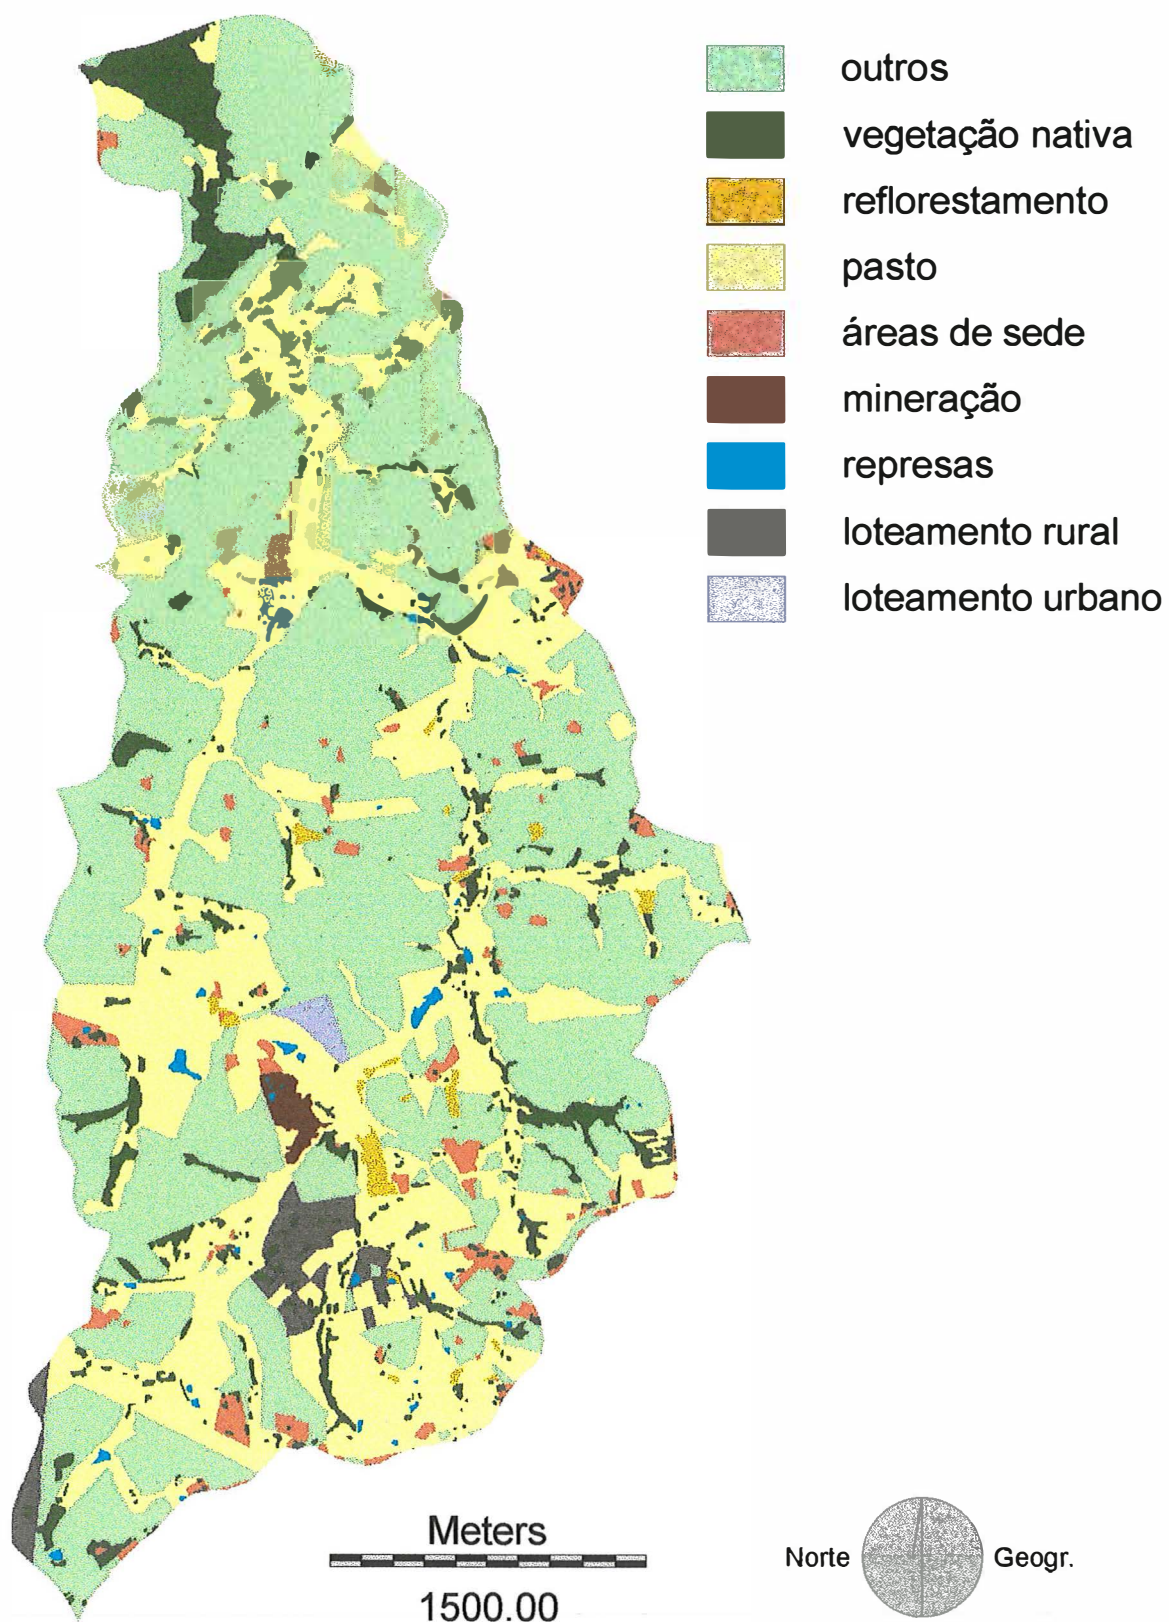 outros
vegetação nativa
reflorestamento
pasto
áreas de sede
mineração
represas
loteamento rural
loteamento urbano
Meters
1500.00
Norte Geogr.